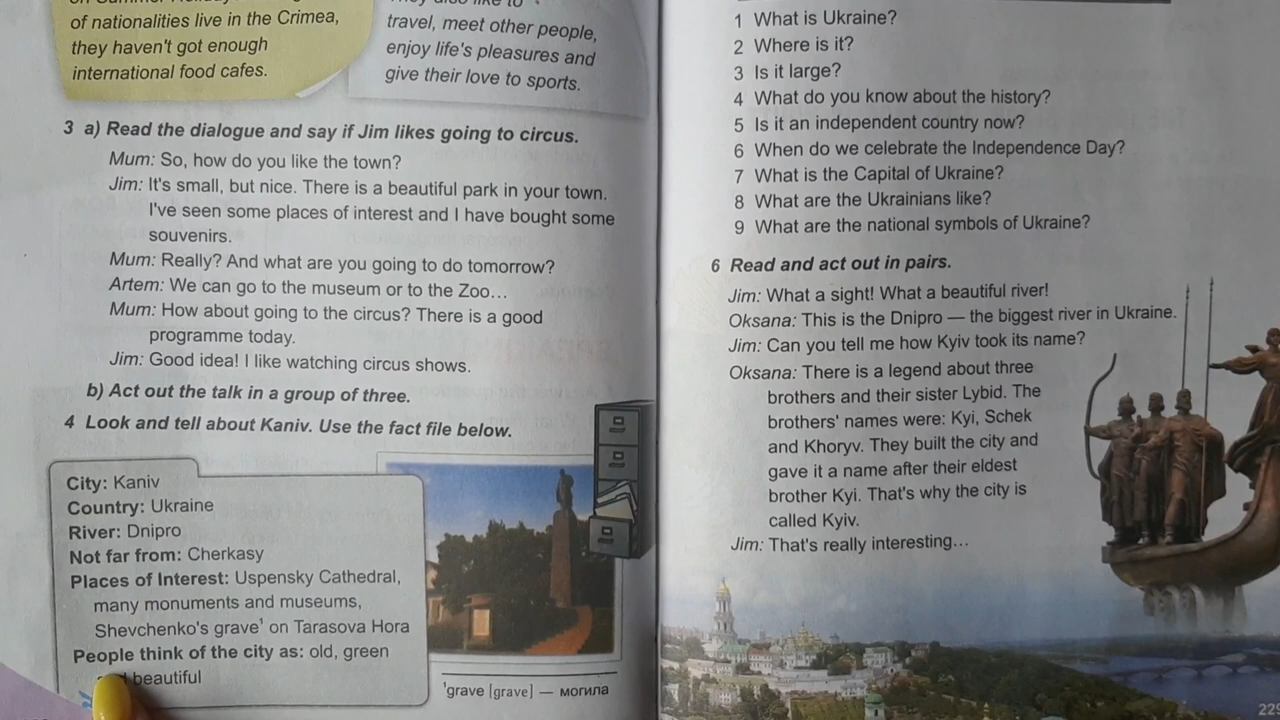 of nationalities live in the Crimea,
they haven't got enough
international food cafes.
travel, meet other people,
enjoy life's pleasures and
give their love to sports.
3 a) Read the dialogue and say if Jim likes going to circus.
Mum: So, how do you like the town?
Jim: It's small, but nice. There is a beautiful park in your town.
I've seen some places of interest and I have bought some
souvenirs.
Mum: Really? And what are you going to do tomorrow?
Artem: We can go to the museum or to the Zoo...
Mum: How about going to the circus? There is a good
programme today.
Jim: Good idea! I like watching circus shows.
b) Act out the talk in a group of three.
4 Look and tell about Kaniv. Use the fact file below.
City: Kaniv
Country: Ukraine
River: Dnipro
Not far from: Cherkasy
Places of Interest: Uspensky Cathedral,
many monuments and museums,
Shevchenko's grave¹ on Tarasova Hora
People think of the city as: old, green
beautiful
¹grave [grave] — могила
1 What is Ukraine?
2 Where is it?
3 Is it large?
4 What do you know about the history?
5 Is it an independent country now?
6 When do we celebrate the Independence Day?
7 What is the Capital of Ukraine?
8 What are the Ukrainians like?
9 What are the national symbols of Ukraine?
6 Read and act out in pairs.
Jim: What a sight! What a beautiful river!
Oksana: This is the Dnipro — the biggest river in Ukraine.
Jim: Can you tell me how Kyiv took its name?
Oksana: There is a legend about three
brothers and their sister Lybid. The
brothers' names were: Kyi, Schek
and Khoryv. They built the city and
gave it a name after their eldest
brother Kyi. That's why the city is
called Kyiv.
Jim: That's really interesting...
229